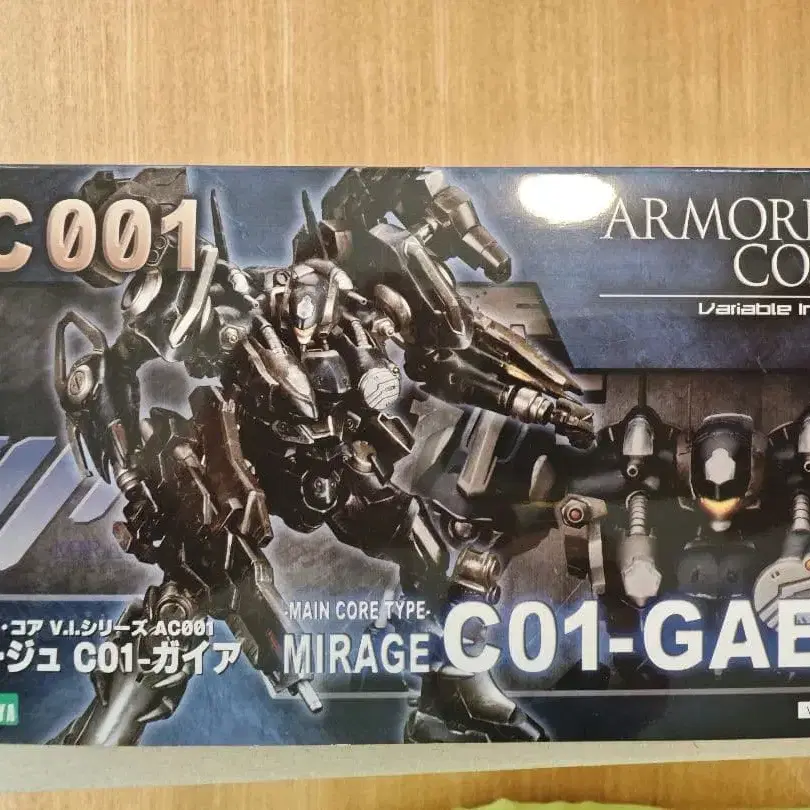 C001
ARMORE
CO
Variable In
・コア V.I.シリーズ AC001
ージュ C01-ガイア
-MAIN CORE TYPE-
MIRAGE C01-GAE
YA